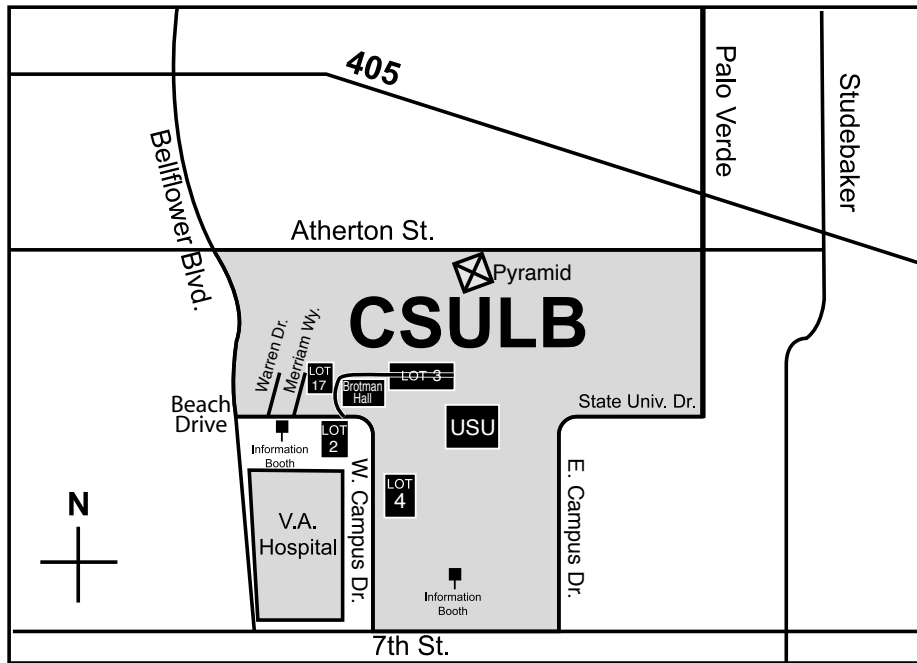 405
Palo Verde
Studebaker
Bellflower Blvd.
Atherton St.
Pyramid
CSULB
Warren Dr.
Merriam Wy.
LOT
17
Brotman
Hall
LOT 3
State Univ. Dr.
Beach
Drive
USU
Information
Booth
LOT
2
W. Campus Dr.
LOT
4
E. Campus Dr.
N
V.A.
Hospital
Information
Booth
7th St.